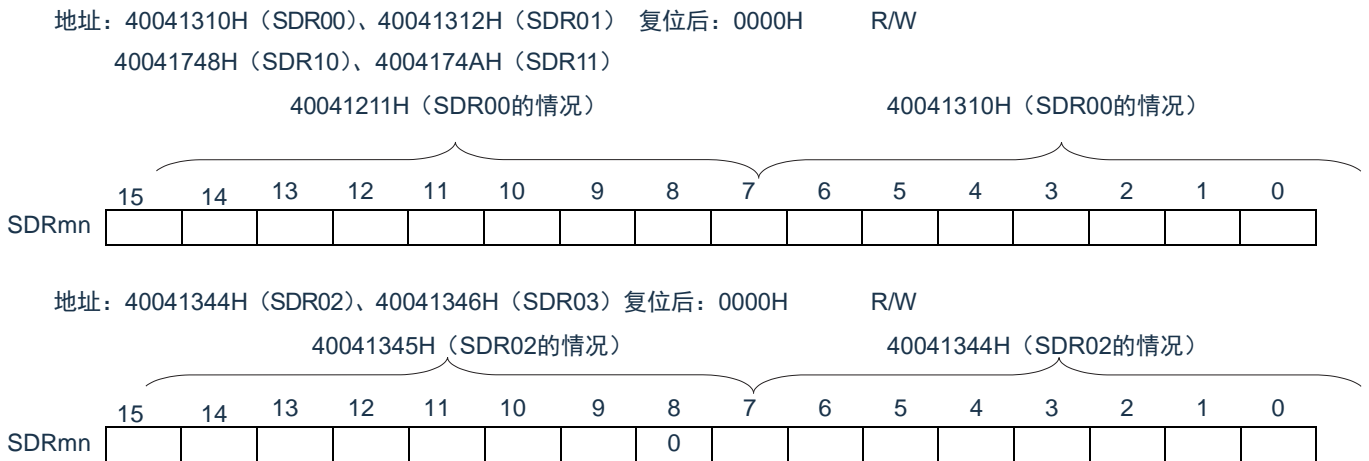 地址：40041310H（SDR00）、40041312H（SDR01） 复位后：0000H R/W
40041748H（SDR10）、4004174AH（SDR11）
40041211H（SDR00的情况） 40041310H（SDR00的情况）
15 14 13 12 11 10 9 8 7 6 5 4 3 2 1 0
SDRmn
地址：40041344H（SDR02）、40041346H（SDR03）复位后：0000H R/W
40041345H（SDR02的情况） 40041344H（SDR02的情况）
15 14 13 12 11 10 9 8 7 6 5 4 3 2 1 0
SDRmn 0